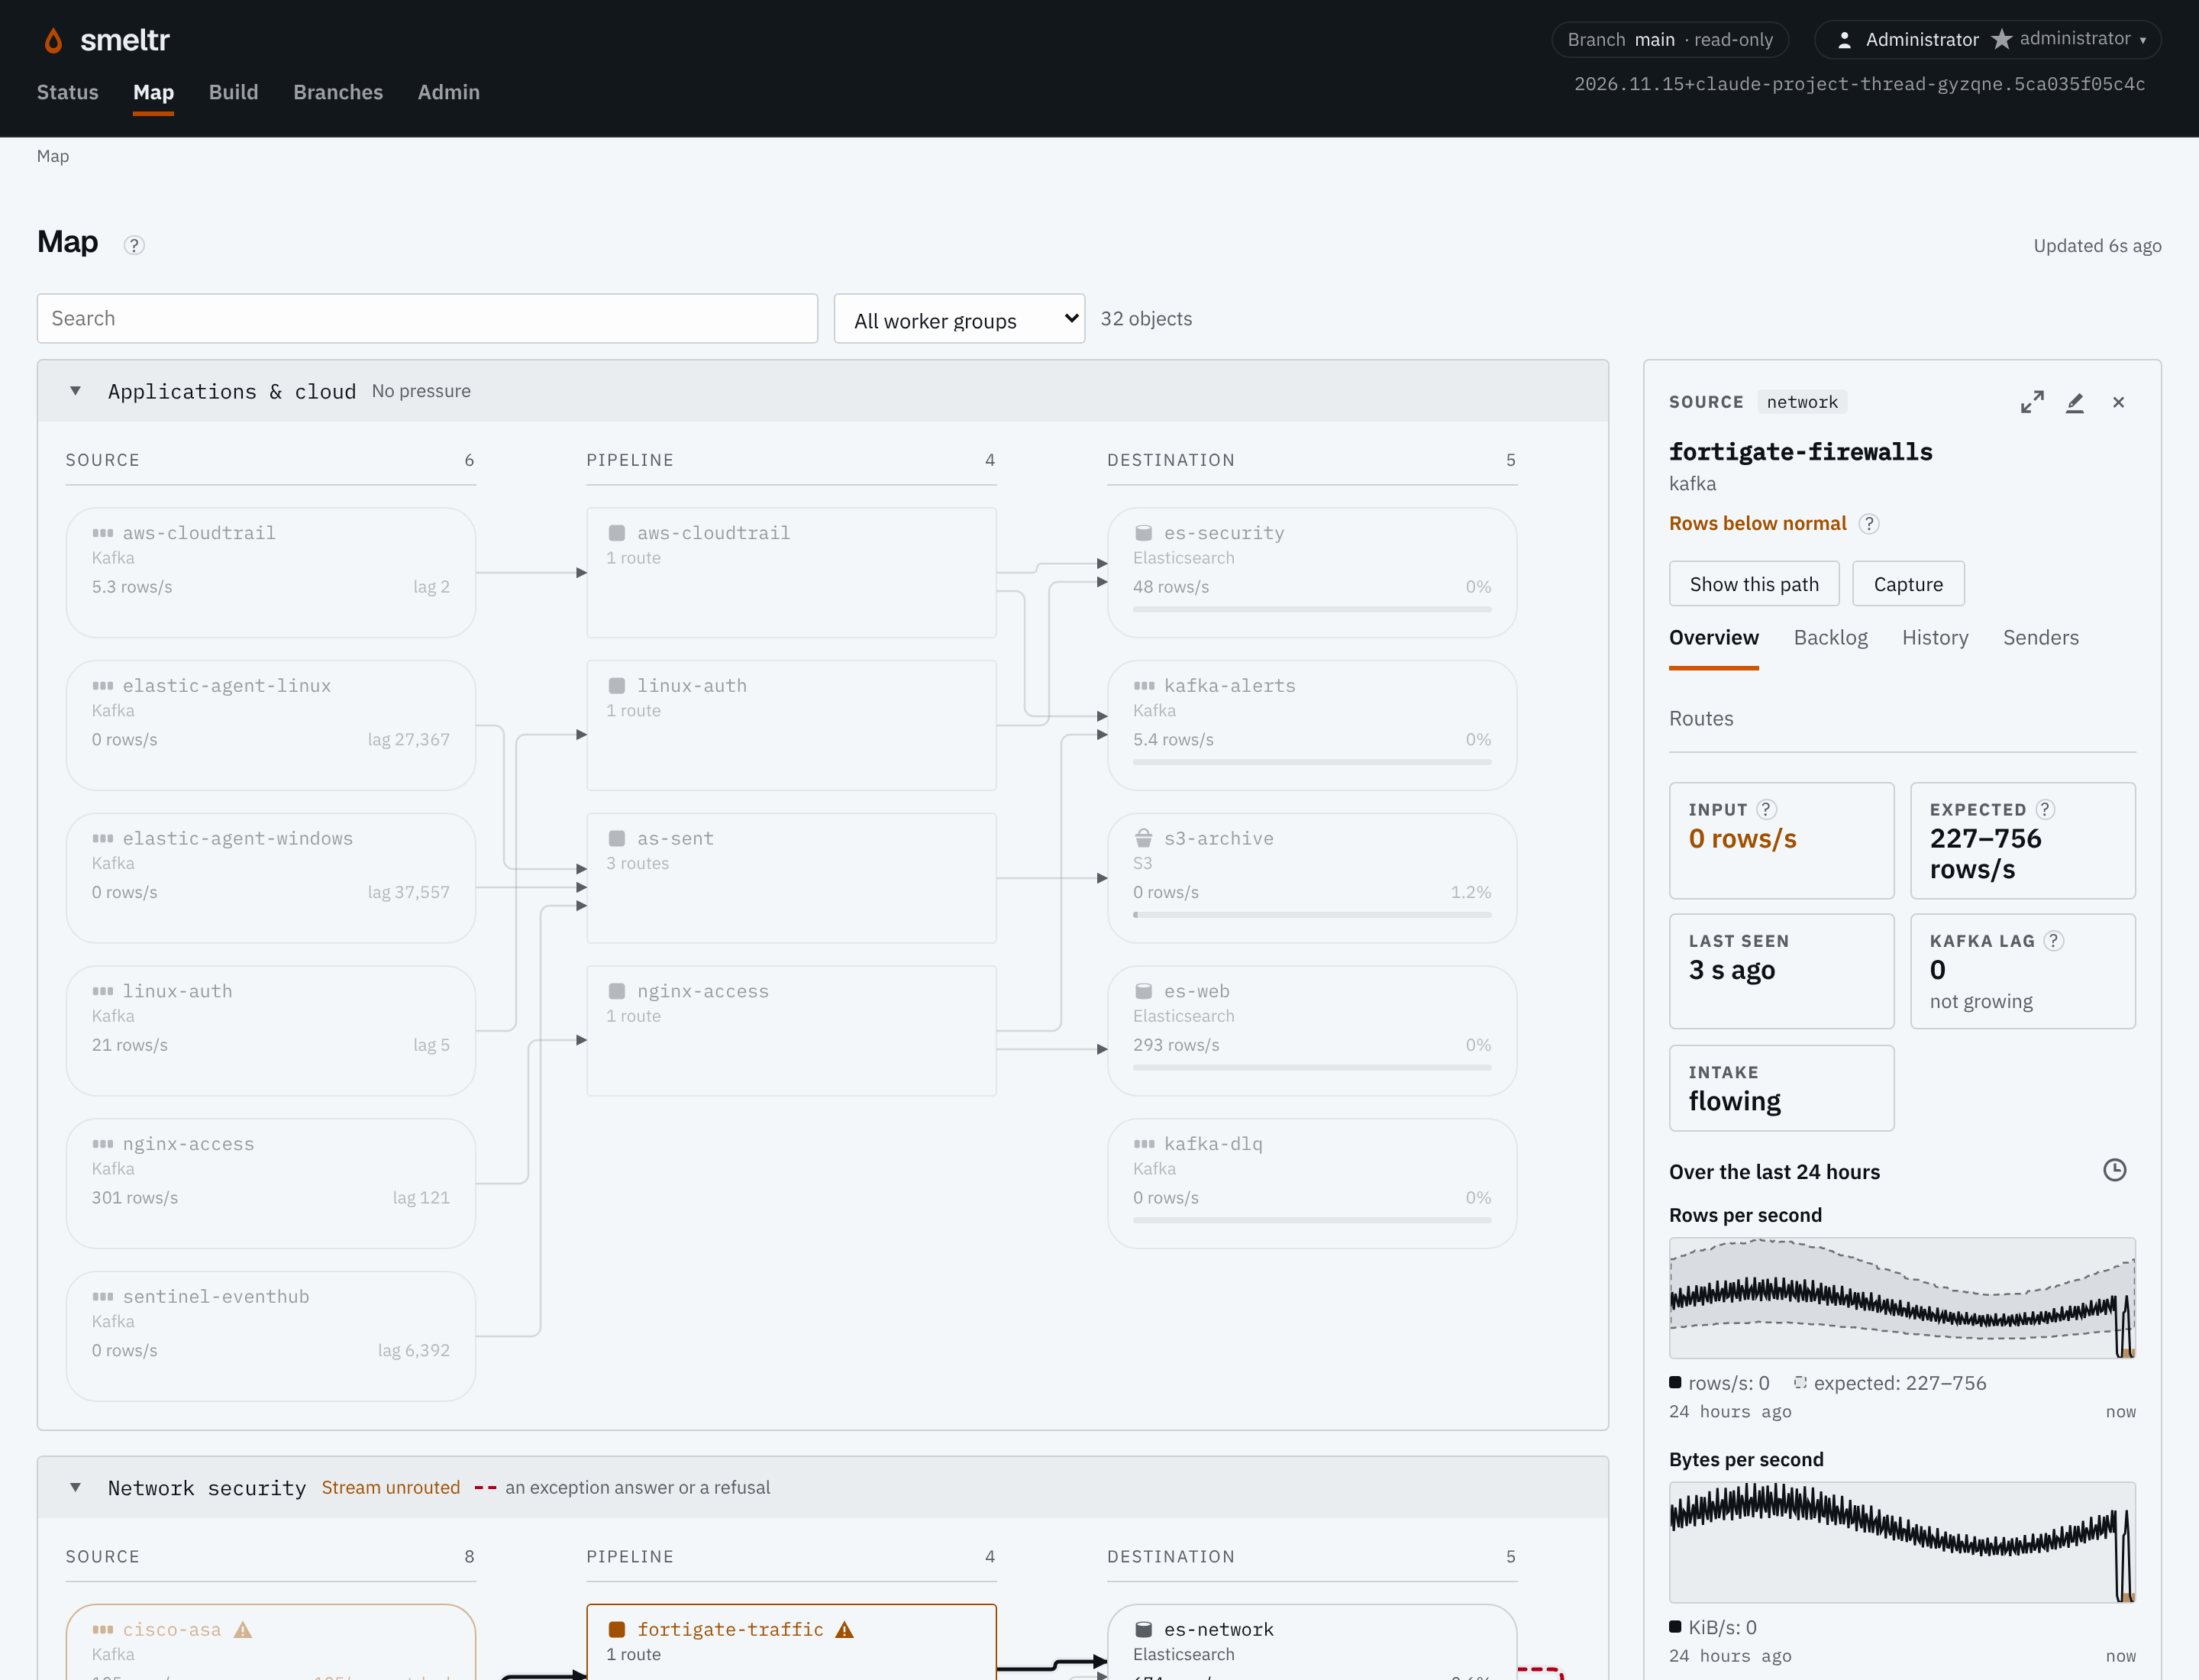 smeltr
Branch main · read-only
Administrator ★ administrator ▾
Status Map Build Branches Admin
2026.11.15+claude-project-thread-gyzqne.5ca035f05c4c
Map
Map ?
Updated 6s ago
Search
All worker groups
32 objects
▼ Applications & cloud No pressure
SOURCE 6
PIPELINE 4
DESTINATION 5
aws-cloudtrail
Kafka
5.3 rows/s lag 2
elastic-agent-linux
Kafka
0 rows/s lag 27,367
elastic-agent-windows
Kafka
0 rows/s lag 37,557
linux-auth
Kafka
21 rows/s lag 5
nginx-access
Kafka
301 rows/s lag 121
sentinel-eventhub
Kafka
0 rows/s lag 6,392
aws-cloudtrail
1 route
linux-auth
1 route
as-sent
3 routes
nginx-access
1 route
es-security
Elasticsearch
48 rows/s 0%
kafka-alerts
Kafka
5.4 rows/s 0%
s3-archive
S3
0 rows/s 1.2%
es-web
Elasticsearch
293 rows/s 0%
kafka-dlq
Kafka
0 rows/s 0%
▼ Network security Stream unrouted -- an exception answer or a refusal
SOURCE 8
PIPELINE 4
DESTINATION 5
cisco-asa
Kafka
fortigate-traffic
1 route
es-network
Elasticsearch
SOURCE network ×
fortigate-firewalls
kafka
Rows below normal ?
Show this path
Capture
Overview Backlog History Senders
Routes
INPUT ?
0 rows/s
EXPECTED ?
227–756
rows/s
LAST SEEN
3 s ago
KAFKA LAG ?
0
not growing
INTAKE
flowing
Over the last 24 hours
Rows per second
rows/s: 0 expected: 227–756
24 hours ago now
Bytes per second
KiB/s: 0
24 hours ago now